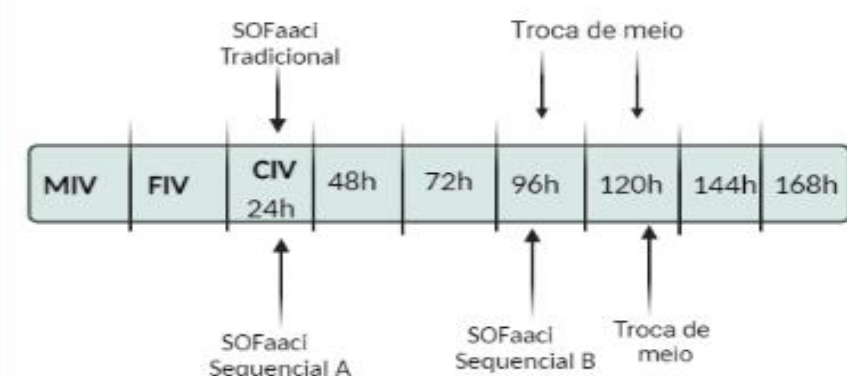 SOFaaci
Tradicional
Troca de meio
MIV
FIV
CIV
24h
48h
72h
96h
120h
144h
168h
SOFaaci
Sequencial A
SOFaaci
Sequencial B
Troca de
meio